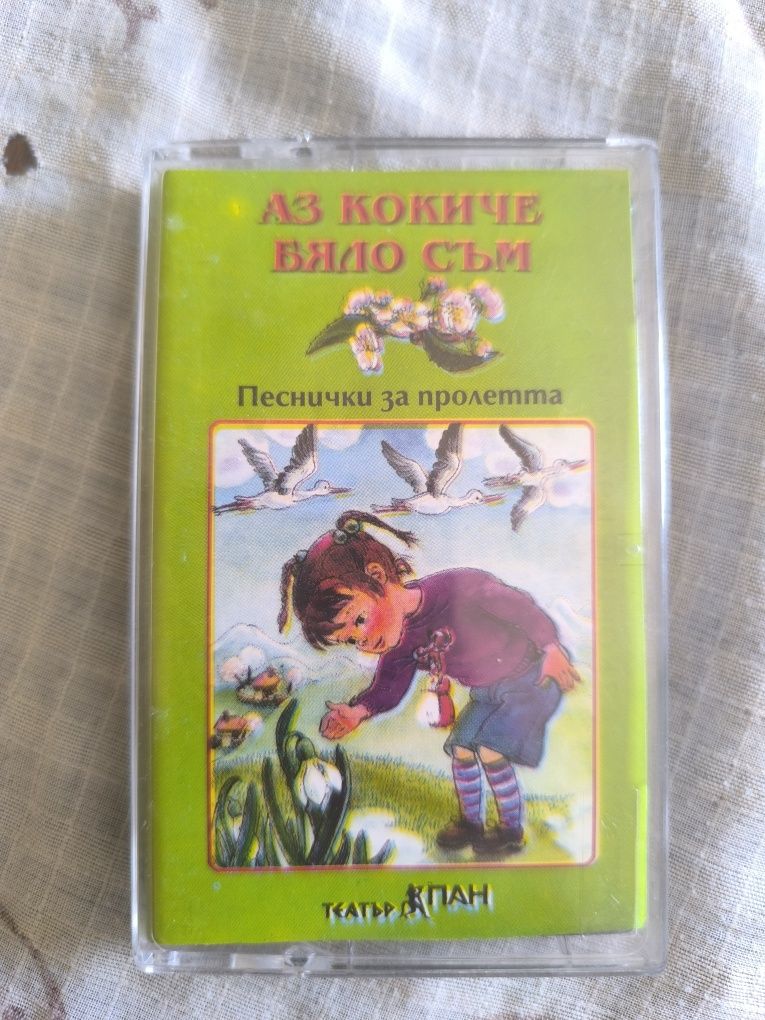 АЗ КОКИЧЕ
БЯЛО СЪМ
Песнички за пролетта
ТЕАТЪР ПАН